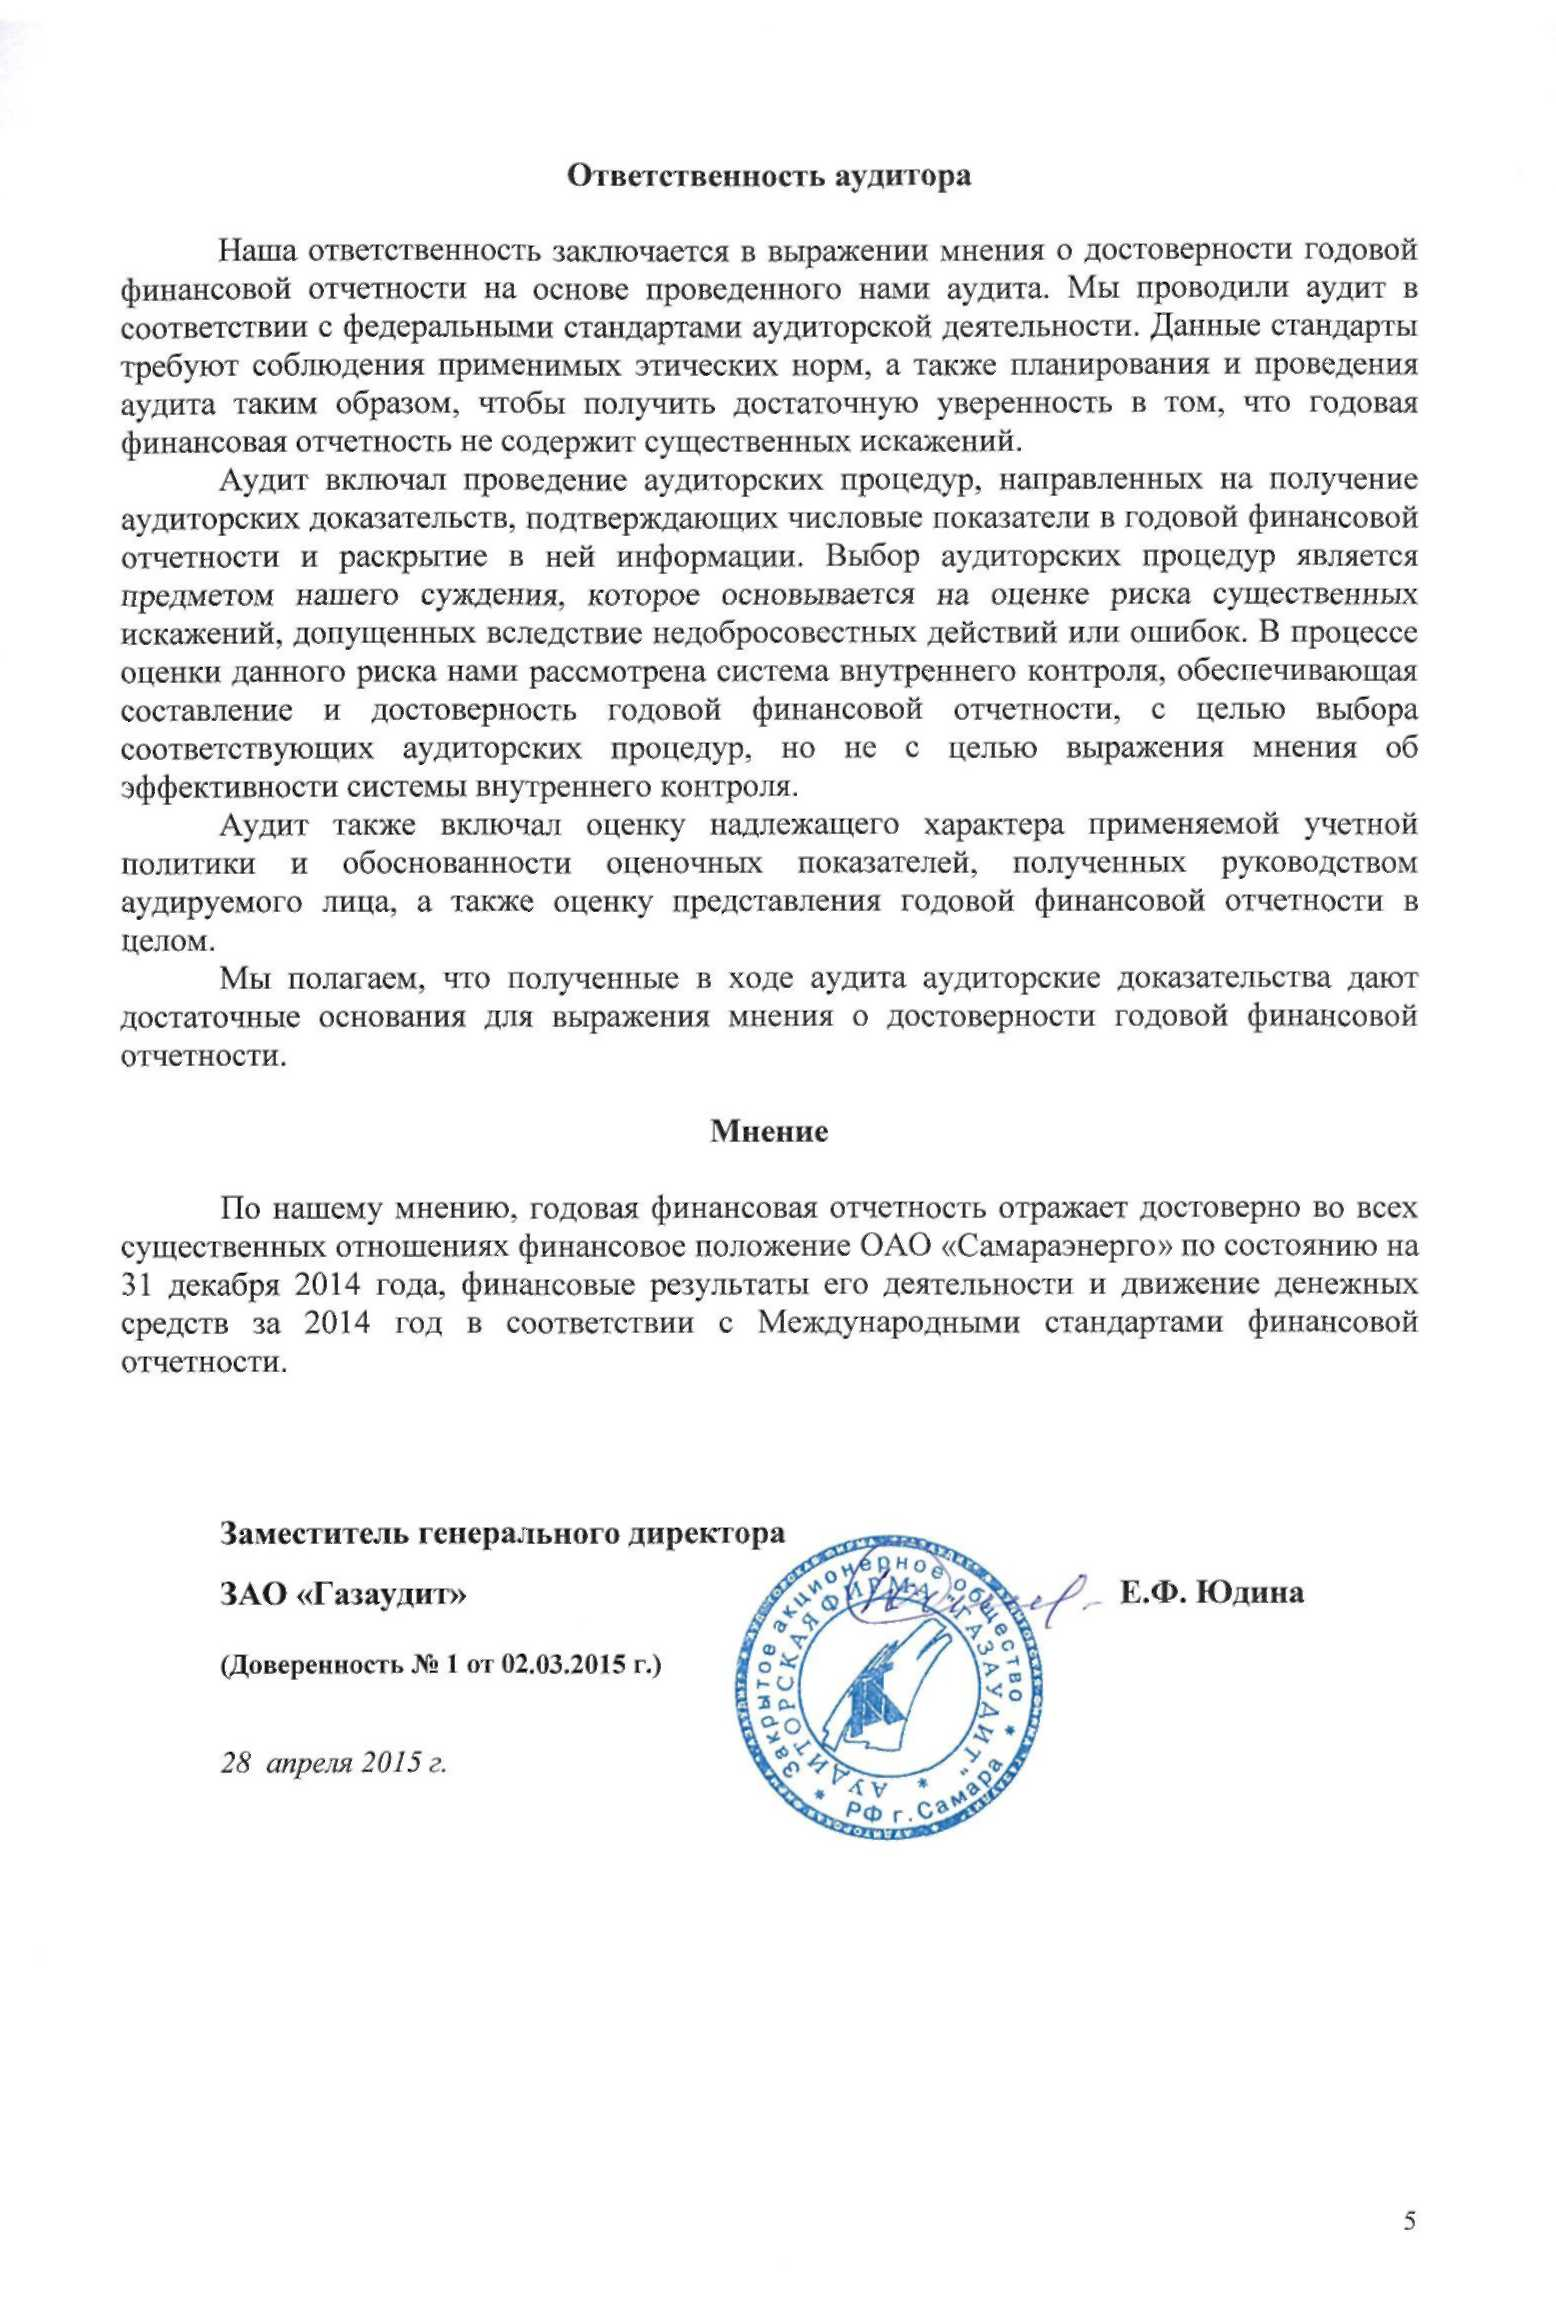 Ответственность аудитора
Наша ответственность заключается в выражении мнения о достоверности годовой
финансовой отчетности на основе проведенного нами аудита. Мы проводили аудит в
соответствии с федеральными стандартами аудиторской деятельности. Данные стандарты
требуют соблюдения применимых этических норм, а также планирования и проведения
аудита таким образом, чтобы получить достаточную уверенность в том, что годовая
финансовая отчетность не содержит существенных искажений.
Аудит включал проведение аудиторских процедур, направленных на получение
аудиторских доказательств, подтверждающих числовые показатели в годовой финансовой
отчетности и раскрытие в ней информации. Выбор аудиторских процедур является
предметом нашего суждения, которое основывается на оценке риска существенных
искажений, допущенных вследствие недобросовестных действий или ошибок. В процессе
оценки данного риска нами рассмотрена система внутреннего контроля, обеспечивающая
составление и достоверность годовой финансовой отчетности, с целью выбора
соответствующих аудиторских процедур, но не с целью выражения мнения об
эффективности системы внутреннего контроля.
Аудит также включал оценку надлежащего характера применяемой учетной
политики и обоснованности оценочных показателей, полученных руководством
аудируемого лица, а также оценку представления годовой финансовой отчетности в
целом.
Мы полагаем, что полученные в ходе аудита аудиторские доказательства дают
достаточные основания для выражения мнения о достоверности годовой финансовой
отчетности.
Мнение
По нашему мнению, годовая финансовая отчетность отражает достоверно во всех
существенных отношениях финансовое положение ОАО «Самараэнерго» по состоянию на
31 декабря 2014 года, финансовые результаты его деятельности и движение денежных
средств за 2014 год в соответствии с Международными стандартами финансовой
отчетности.
Заместитель генерального директора
ЗАО «Газаудит»
Е.Ф. Юдина
(Доверенность № 1 от 02.03.2015 г.)
28 апреля 2015 г.
Закрытое акционерное общество
* РФ г. Самара *
АУДИТОРСКАЯ ФИРМА "ГАЗАУДИТ" *
5